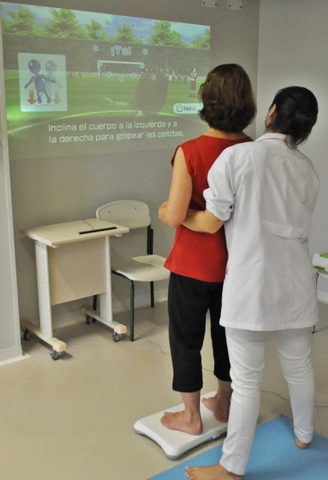 ¡Ya!
Menú
Inclina el cuerpo a la izquierda y a
la derecha para golpear las pelotas.